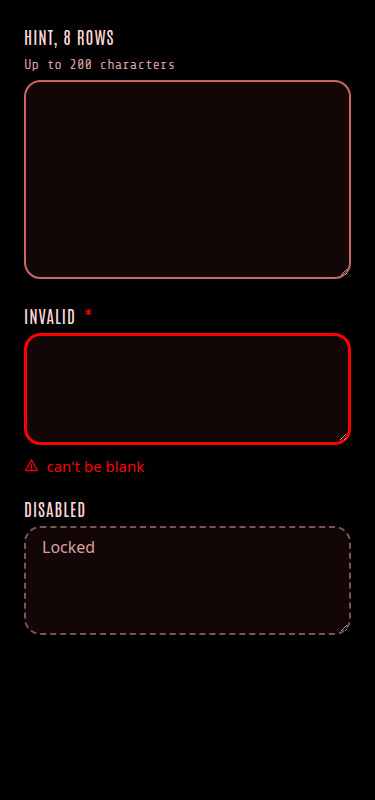 HINT, 8 ROWS
Up to 200 characters
INVALID *
can't be blank
DISABLED
Locked